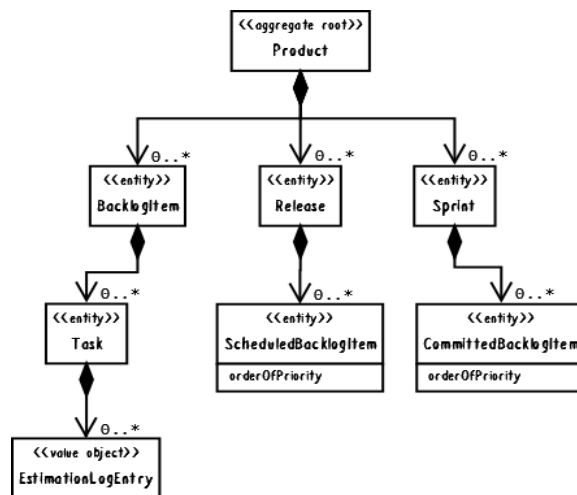 <<aggregate root>>
Product
0..* 0..* 0..*
<<entity>> <<entity>> <<entity>>
BacklogItem Release Sprint
0..* 0..* 0..*
<<entity>> <<entity>> <<entity>>
Task ScheduledBacklogItem CommittedBacklogItem
orderOfPriority orderOfPriority
0..*
<<value object>>
EstimationLogEntry